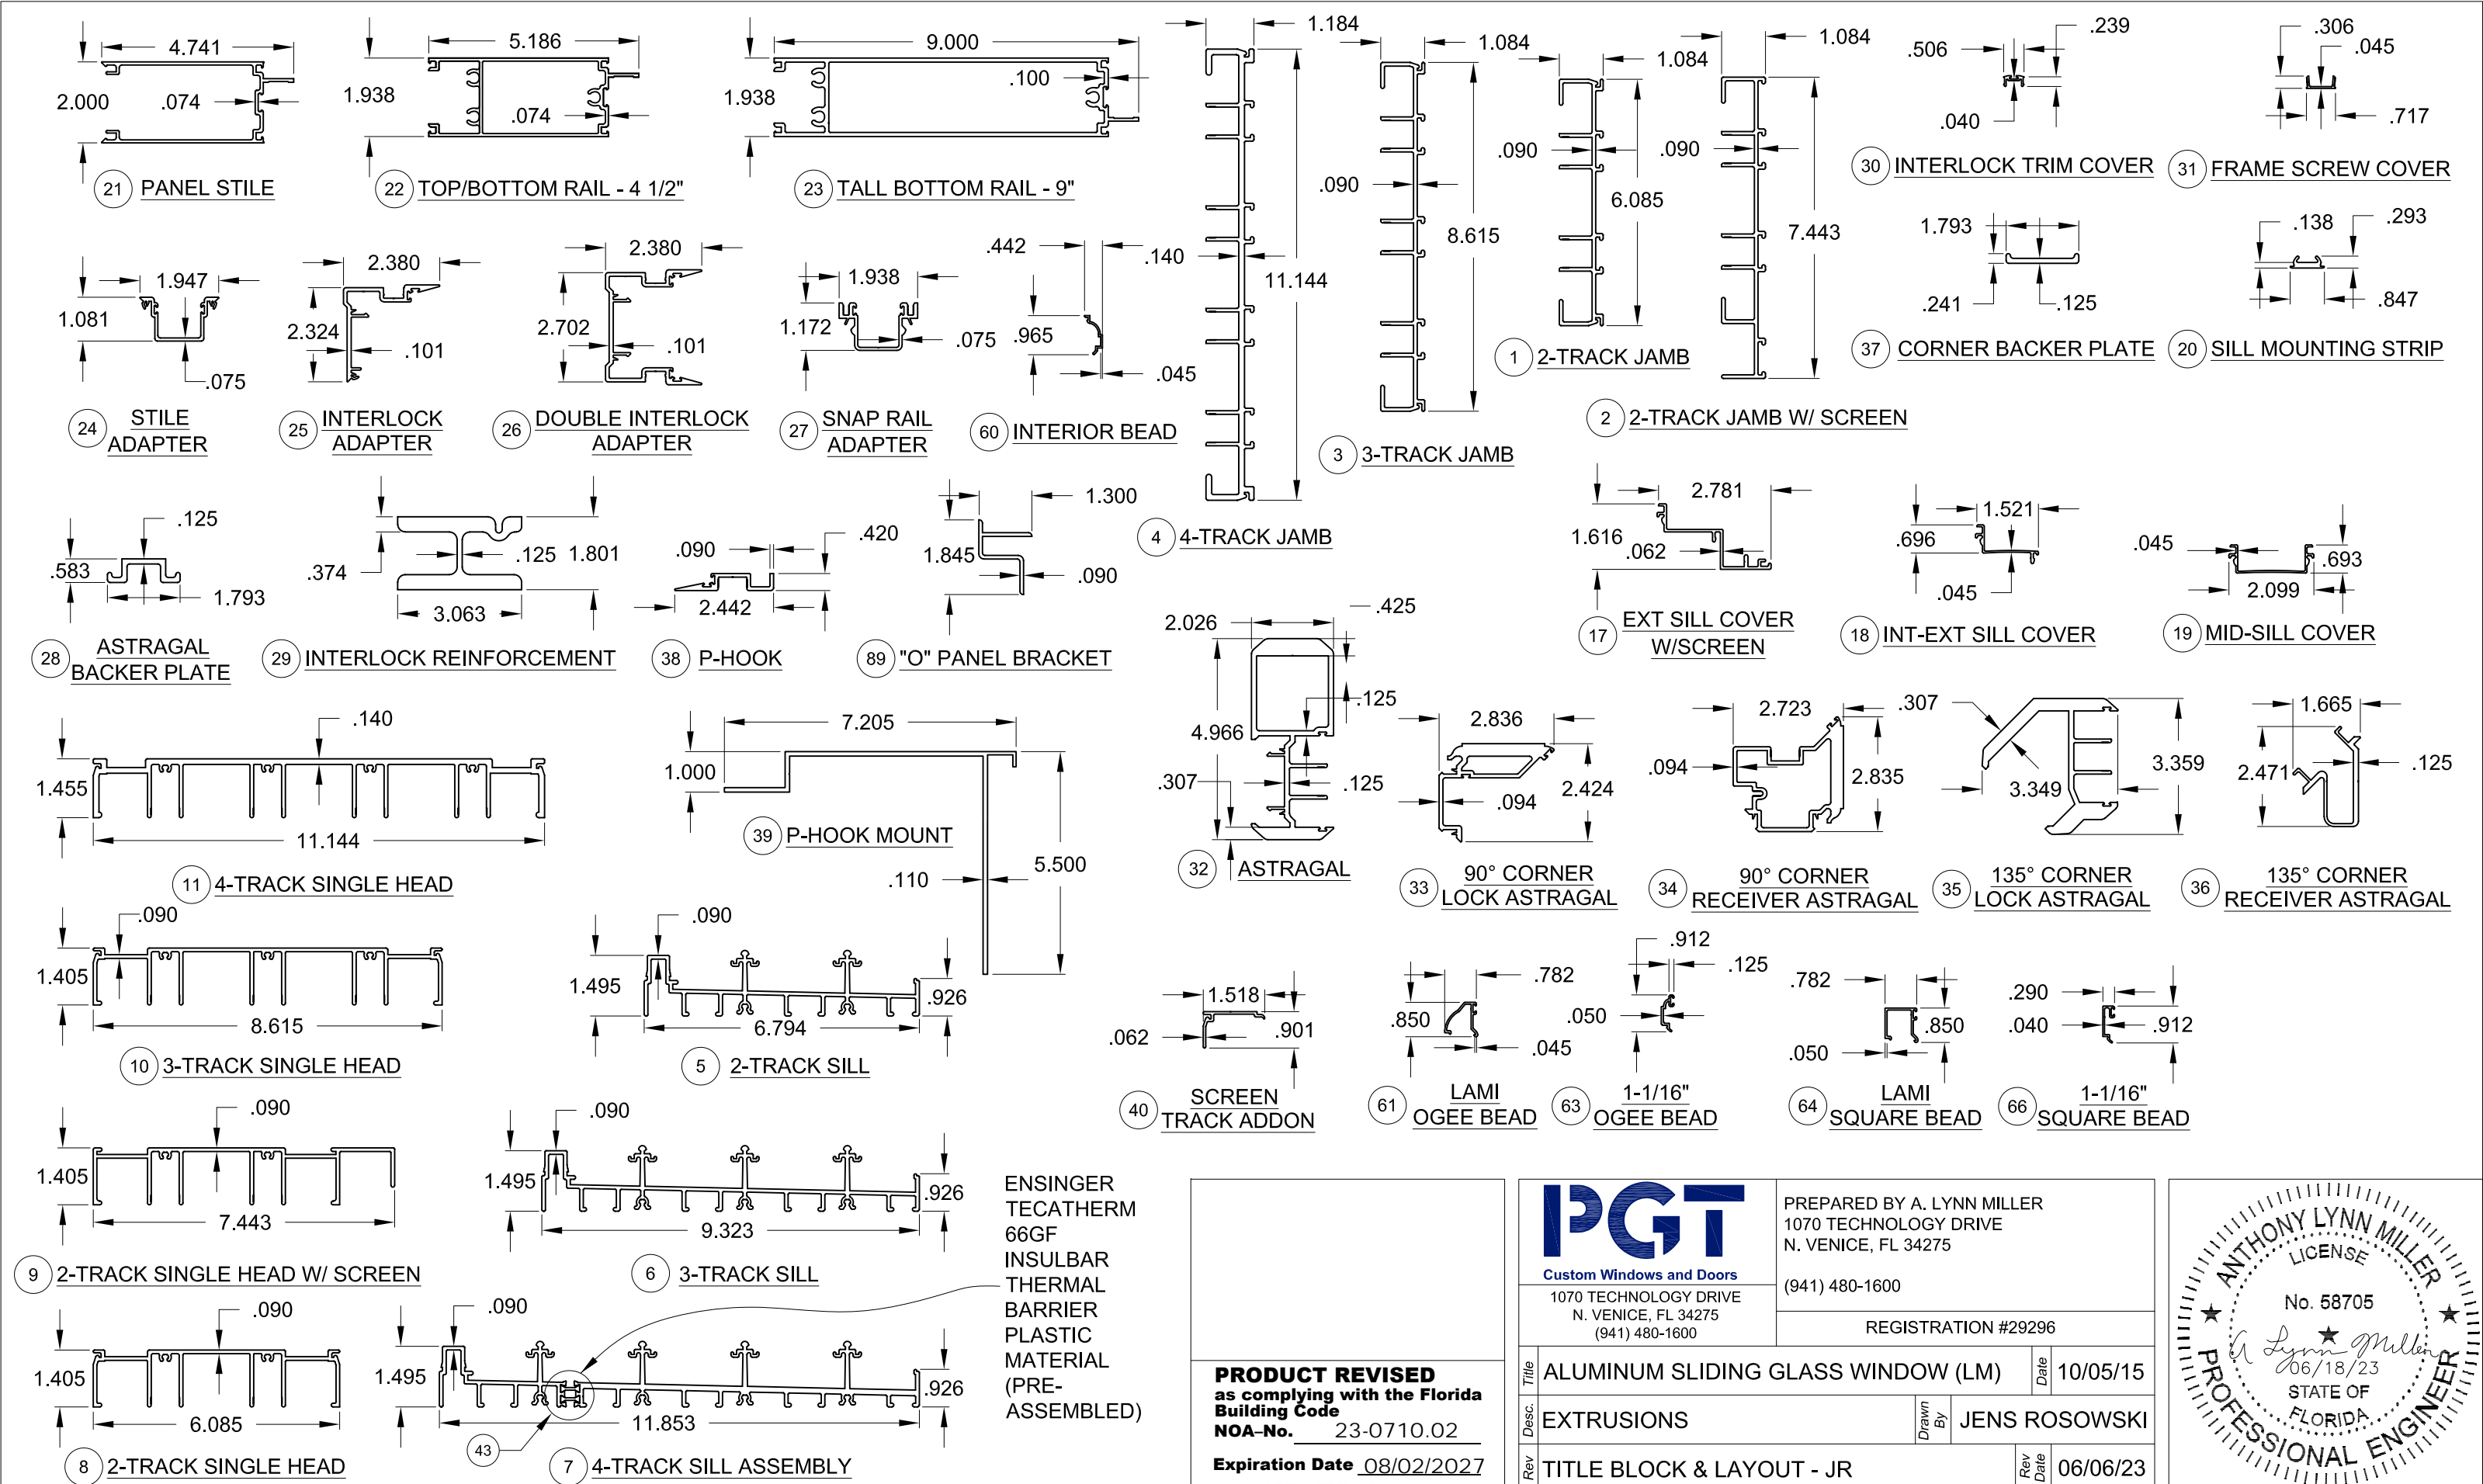 4.741
2.000
.074
21 PANEL STILE
5.186
1.938
.074
22 TOP/BOTTOM RAIL - 4 1/2"
9.000
1.938
.100
23 TALL BOTTOM RAIL - 9"
1.184
.140
11.144
4 4-TRACK JAMB
1.084
.090
8.615
3 3-TRACK JAMB
1.084
.090
6.085
1 2-TRACK JAMB
1.084
.090
7.443
2 2-TRACK JAMB W/ SCREEN
.239
.506
.040
30 INTERLOCK TRIM COVER
.306
.045
.717
31 FRAME SCREW COVER
1.793
.241
.125
37 CORNER BACKER PLATE
.138
.293
.847
20 SILL MOUNTING STRIP
1.947
1.081
.075
24 STILE
ADAPTER
2.380
2.324
.101
25 INTERLOCK
ADAPTER
2.380
2.702
.101
26 DOUBLE INTERLOCK
ADAPTER
1.938
1.172
.075
27 SNAP RAIL
ADAPTER
.442
.965
.045
60 INTERIOR BEAD
.125
.583
1.793
28 ASTRAGAL
BACKER PLATE
.374
.125
1.801
3.063
29 INTERLOCK REINFORCEMENT
.090
.420
2.442
38 P-HOOK
1.300
1.845
.090
89 "O" PANEL BRACKET
2.781
1.616
.062
17 EXT SILL COVER
W/SCREEN
1.521
.696
.045
18 INT-EXT SILL COVER
.045
.693
2.099
19 MID-SILL COVER
.140
1.455
11.144
11 4-TRACK SINGLE HEAD
7.205
1.000
5.500
.110
39 P-HOOK MOUNT
.425
2.026
.125
4.966
.307
.125
32 ASTRAGAL
2.836
.094
2.424
33 90° CORNER
LOCK ASTRAGAL
2.723
.094
2.835
34 90° CORNER
RECEIVER ASTRAGAL
.307
3.349
3.359
35 135° CORNER
LOCK ASTRAGAL
1.665
2.471
.125
36 135° CORNER
RECEIVER ASTRAGAL
.090
1.405
8.615
10 3-TRACK SINGLE HEAD
.090
1.495
.926
6.794
5 2-TRACK SILL
1.518
.062
.901
40 SCREEN
TRACK ADDON
.782
.850
.045
61 LAMI
OGEE BEAD
.912
.125
.050
63 1-1/16"
OGEE BEAD
.782
.850
.050
64 LAMI
SQUARE BEAD
.290
.040
.912
66 1-1/16"
SQUARE BEAD
.090
1.405
7.443
9 2-TRACK SINGLE HEAD W/ SCREEN
.090
1.495
.926
9.323
6 3-TRACK SILL
.090
1.405
6.085
8 2-TRACK SINGLE HEAD
.090
1.495
.926
11.853
43
7 4-TRACK SILL ASSEMBLY
ENSINGER
TECATHERM
66GF
INSULBAR
THERMAL
BARRIER
PLASTIC
MATERIAL
(PRE-
ASSEMBLED)
PRODUCT REVISED
as complying with the Florida
Building Code
NOA–No. 23-0710.02
Expiration Date 08/02/2027
PGT
Custom Windows and Doors
1070 TECHNOLOGY DRIVE
N. VENICE, FL 34275
(941) 480-1600
PREPARED BY A. LYNN MILLER
1070 TECHNOLOGY DRIVE
N. VENICE, FL 34275
(941) 480-1600
REGISTRATION #29296
Title ALUMINUM SLIDING GLASS WINDOW (LM) Date 10/05/15
Desc. EXTRUSIONS Drawn By JENS ROSOWSKI
Rev TITLE BLOCK & LAYOUT - JR Rev Date 06/06/23
ANTHONY LYNN MILLER
LICENSE
No. 58705
A Lynn Miller
06/18/23
STATE OF
FLORIDA
PROFESSIONAL ENGINEER